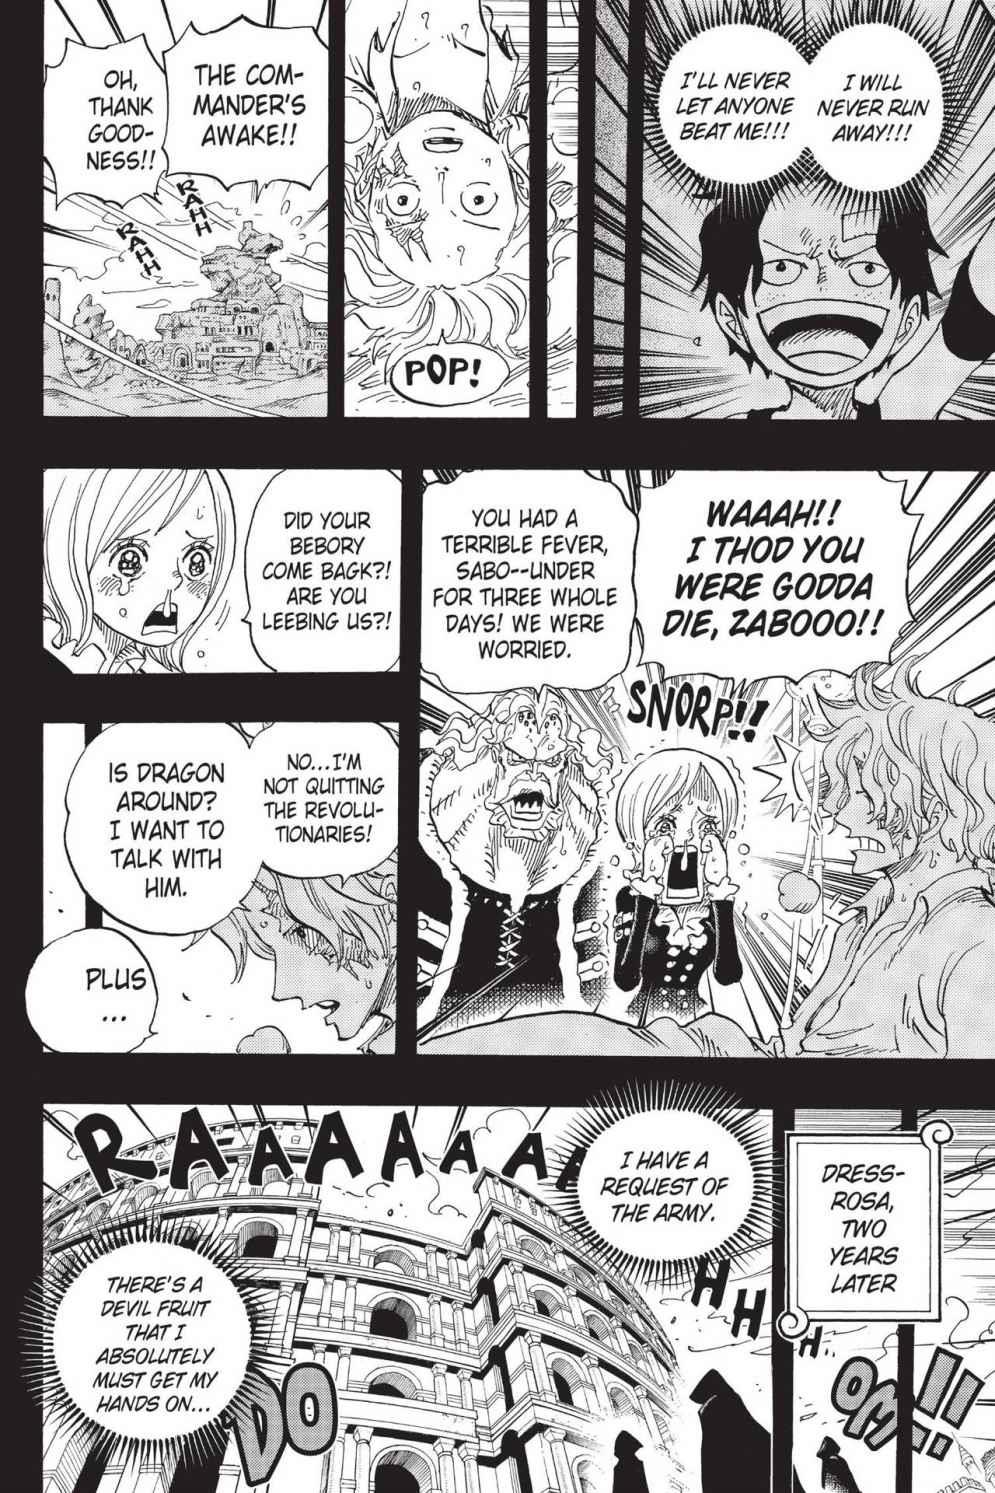 I WILL
NEVER RUN
AWAY!!!
I'LL NEVER
LET ANYONE
BEAT ME!!!
POP!
THE COM-
MANDER'S
AWAKE!!
OH,
THANK
GOOD-
NESS!!
RAHH
RAHH
WAAAH!!
I THOD YOU
WERE GODDA
DIE, ZABOOO!!
YOU HAD A
TERRIBLE FEVER,
SABO--UNDER
FOR THREE WHOLE
DAYS! WE WERE
WORRIED.
SNORP!!
DID YOUR
BEBORY
COME BAGK?!
ARE YOU
LEEBING US?!
NO...I'M
NOT QUITTING
THE REVOLU-
TIONARIES!
IS DRAGON
AROUND?
I WANT TO
TALK WITH
HIM.
PLUS
...
DRESS-
ROSA,
TWO
YEARS
LATER
I HAVE A
REQUEST OF
THE ARMY.
RAAAAAAAHHH..
THERE'S A
DEVIL FRUIT
THAT I
ABSOLUTELY
MUST GET MY
HANDS ON...
DO
OM!!